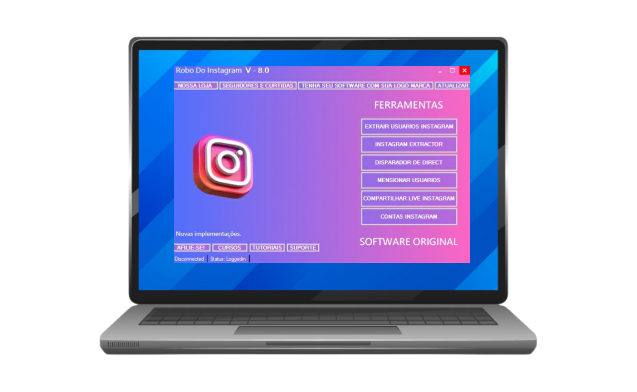 Robo Do Instagram V - 8.0
NOSSA LOJA SEGUIDORES E CURTIDAS TENHA SEU SOFTWARE COM SUA LOGO MARCA ATUALIZAR
FERRAMENTAS
EXTRAIR USUARIOS INSTAGRAM
INSTAGRAM EXTRACTOR
DISPARADOR DE DIRECT
MENSIONAR USUARIOS
COMPARTILHAR LIVE INSTAGRAM
CONTAS INSTAGRAM
Novas implementações.
SOFTWARE ORIGINAL
AFILIE-SE! CURSOS TUTORIAIS SUPORTE
Disconnected Status: Loggedin